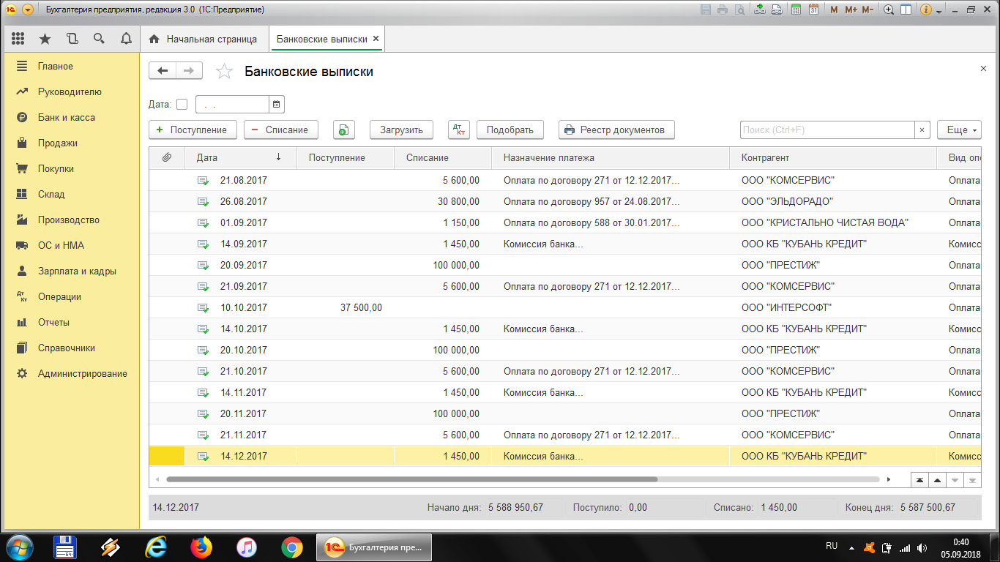 Бухгалтерия предприятия, редакция 3.0 (1С:Предприятие)
M M+ M-
Начальная страница
Банковские выписки ×
Главное
Руководителю
Банк и касса
Продажи
Покупки
Склад
Производство
ОС и НМА
Зарплата и кадры
Операции
Отчеты
Справочники
Администрирование
Банковские выписки
Дата: . .
+ Поступление − Списание Загрузить Дт Кт Подобрать Реестр документов Поиск (Ctrl+F) × Еще
Дата ↓ Поступление Списание Назначение платежа Контрагент Вид опе
21.08.2017 5 600,00 Оплата по договору 271 от 12.12.2017... ООО "КОМСЕРВИС" Оплата
26.08.2017 30 800,00 Оплата по договору 957 от 24.08.2017... ООО "ЭЛЬДОРАДО" Оплата
01.09.2017 1 150,00 Оплата по договору 588 от 30.01.2017... ООО "КРИСТАЛЬНО ЧИСТАЯ ВОДА" Оплата
14.09.2017 1 450,00 Комиссия банка... ООО КБ "КУБАНЬ КРЕДИТ" Комисс
20.09.2017 100 000,00 ООО "ПРЕСТИЖ" Оплата
21.09.2017 5 600,00 Оплата по договору 271 от 12.12.2017... ООО "КОМСЕРВИС" Оплата
10.10.2017 37 500,00 ООО "ИНТЕРСОФТ" Оплата
14.10.2017 1 450,00 Комиссия банка... ООО КБ "КУБАНЬ КРЕДИТ" Комисс
20.10.2017 100 000,00 ООО "ПРЕСТИЖ" Оплата
21.10.2017 5 600,00 Оплата по договору 271 от 12.12.2017... ООО "КОМСЕРВИС" Оплата
14.11.2017 1 450,00 Комиссия банка... ООО КБ "КУБАНЬ КРЕДИТ" Комисс
20.11.2017 100 000,00 ООО "ПРЕСТИЖ" Оплата
21.11.2017 5 600,00 Оплата по договору 271 от 12.12.2017... ООО "КОМСЕРВИС" Оплата
14.12.2017 1 450,00 Комиссия банка... ООО КБ "КУБАНЬ КРЕДИТ" Комисс
14.12.2017 Начало дня: 5 588 950,67 Поступило: 0,00 Списано: 1 450,00 Конец дня: 5 587 500,67
Бухгалтерия пре...
RU
0:40
05.09.2018